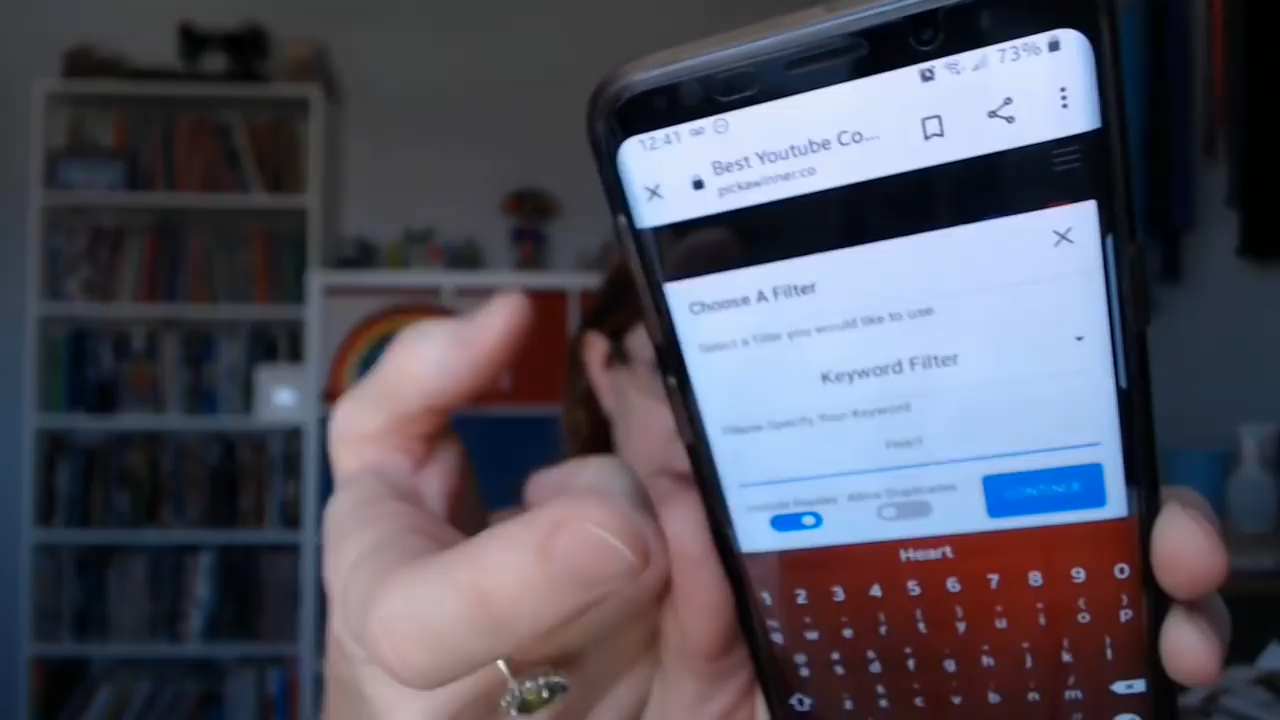 12:41 73%
Best Youtube Co...
pickawinner.co
Choose A Filter
Select a filter you would like to use
Keyword Filter
Please Specify Your Keyword
Heart
Include Replies Allow Duplicates
CONTINUE
Heart
1 2 3 4 5 6 7 8 9 0
q w e r t y u i o p
a s d f g h j k l
z x c v b n m